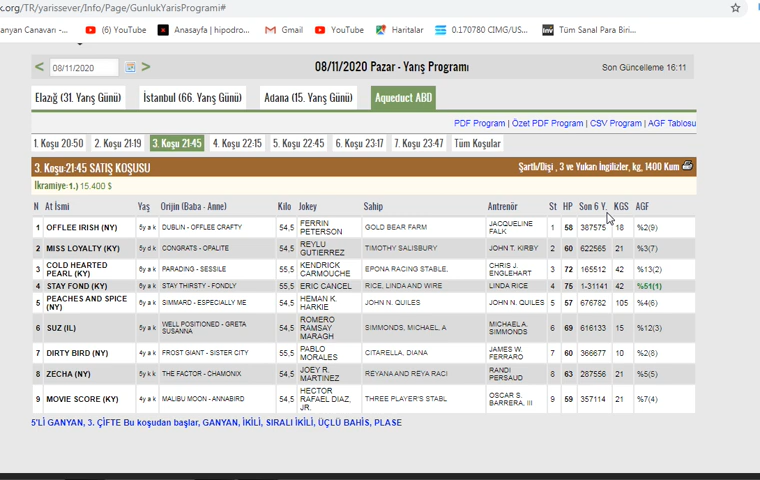 k.org/TR/yarissever/Info/Page/GunlukYarisProgrami#
anyan Canavarı -... (6) YouTube Anasayfa | hipodro... Gmail YouTube Haritalar 0.170780 CIMG/US... Tüm Sanal Para Biri...
< 08/11/2020 > 08/11/2020 Pazar - Yarış Programı Son Güncelleme 16:11
Elazığ (31. Yarış Günü) İstanbul (66. Yarış Günü) Adana (15. Yarış Günü) Aqueduct ABD
PDF Program | Özet PDF Program | CSV Program | AGF Tablosu
1. Koşu 20:50 2. Koşu 21:19 3. Koşu 21:45 4. Koşu 22:15 5. Koşu 22:45 6. Koşu 23:17 7. Koşu 23:47 Tüm Koşular
3. Koşu:21:45 SATIŞ KOŞUSU Şartlı/Dişi , 3 ve Yukarı İngilizler, kg, 1400 Kum
Ikramiye 1.) 15.400 $
N At İsmi Yaş Orijin (Baba - Anne) Kilo Jokey Sahip Antrenör St HP Son 6 Y. KGS AGF
1 OFFLEE IRISH (NY) 5y a k DUBLIN - OFFLEE CRAFTY 54,5 FERRIN PETERSON GOLD BEAR FARM JACQUELINE FALK 1 58 387575 18 %2(9)
2 MISS LOYALTY (KY) 5y d k CONGRATS - OPALITE 54,5 REYLU GUTIERREZ TIMOTHY SALISBURY JOHN T. KIRBY 2 60 622565 21 %3(7)
3 COLD HEARTED PEARL (KY) 6y a k PARADING - SESSILE 55,5 KENDRICK CARMOUCHE EPONA RACING STABLE, CHRIS J. ENGLEHART 3 72 165512 42 %13(2)
4 STAY FOND (KY) 6y a k STAY THIRSTY - FONDLY 55,5 ERIC CANCEL RICE, LINDA AND WIRE LINDA RICE 4 75 1-31141 42 %51(1)
5 PEACHES AND SPICE (NY) 5y a k SIMMARD - ESPECIALLY ME 54,5 HEMAN K. HARKIE JOHN N. QUILES JOHN N. QUILES 5 57 676782 105 %4(6)
6 SUZ (IL) 5y a k WELL POSITIONED - GRETA SUSANNA 54,5 ROMERO RAMSAY MARAGH SIMMONDS, MICHAEL, A MICHAEL A. SIMMONDS 6 69 616133 15 %12(3)
7 DIRTY BIRD (NY) 4y a k FROST GIANT - SISTER CITY 55,5 PABLO MORALES CITARELLA, DIANA JAMES W. FERRARO 7 60 366677 10 %2(8)
8 ZECHA (NY) 5y k k THE FACTOR - CHAMONIX 54,5 JOEY R. MARTINEZ REYANA AND REYA RACI RANDI PERSAUD 8 63 287556 21 %5(5)
9 MOVIE SCORE (KY) 4y a k MALIBU MOON - ANNABIRD 54,5 HECTOR RAFAEL DIAZ, JR. THREE PLAYER'S STABL OSCAR S. BARRERA, III 9 59 357114 21 %7(4)
5'Lİ GANYAN, 3. ÇİFTE Bu koşudan başlar, GANYAN, İKİLİ, SIRALI İKİLİ, ÜÇLÜ BAHİS, PLASE